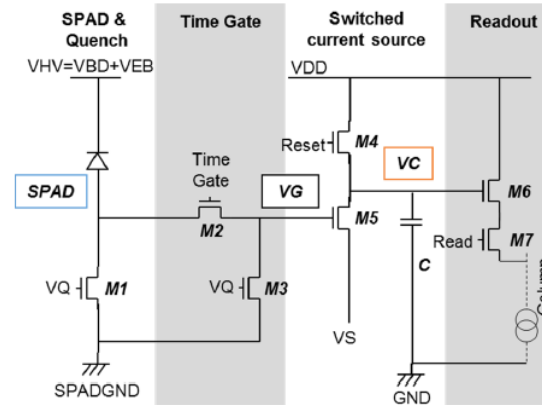 SPAD &
Quench
Time Gate
Switched
current source
Readout
VHV=VBD+VEB
VDD
Reset
M4
VC
Time
Gate
SPAD
VG
M6
M2
M5
Read
M7
VQ
M1
VQ
M3
C
Column
VS
SPADGND
GND